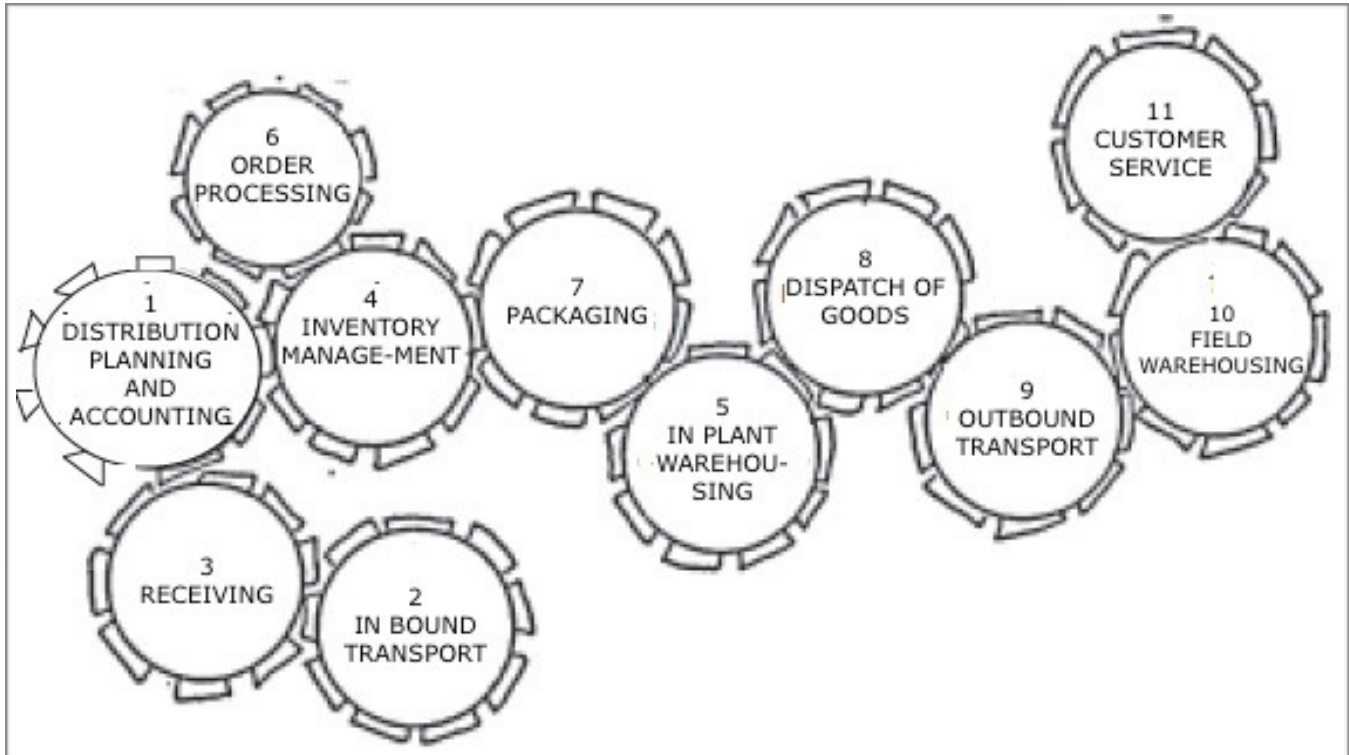 6
ORDER
PROCESSING
1
DISTRIBUTION
PLANNING
AND
ACCOUNTING
4
INVENTORY
MANAGE-MENT
7
PACKAGING
8
DISPATCH OF
GOODS
11
CUSTOMER
SERVICE
10
FIELD
WAREHOUSING
9
OUTBOUND
TRANSPORT
5
IN PLANT
WAREHOU-
SING
3
RECEIVING
2
IN BOUND
TRANSPORT